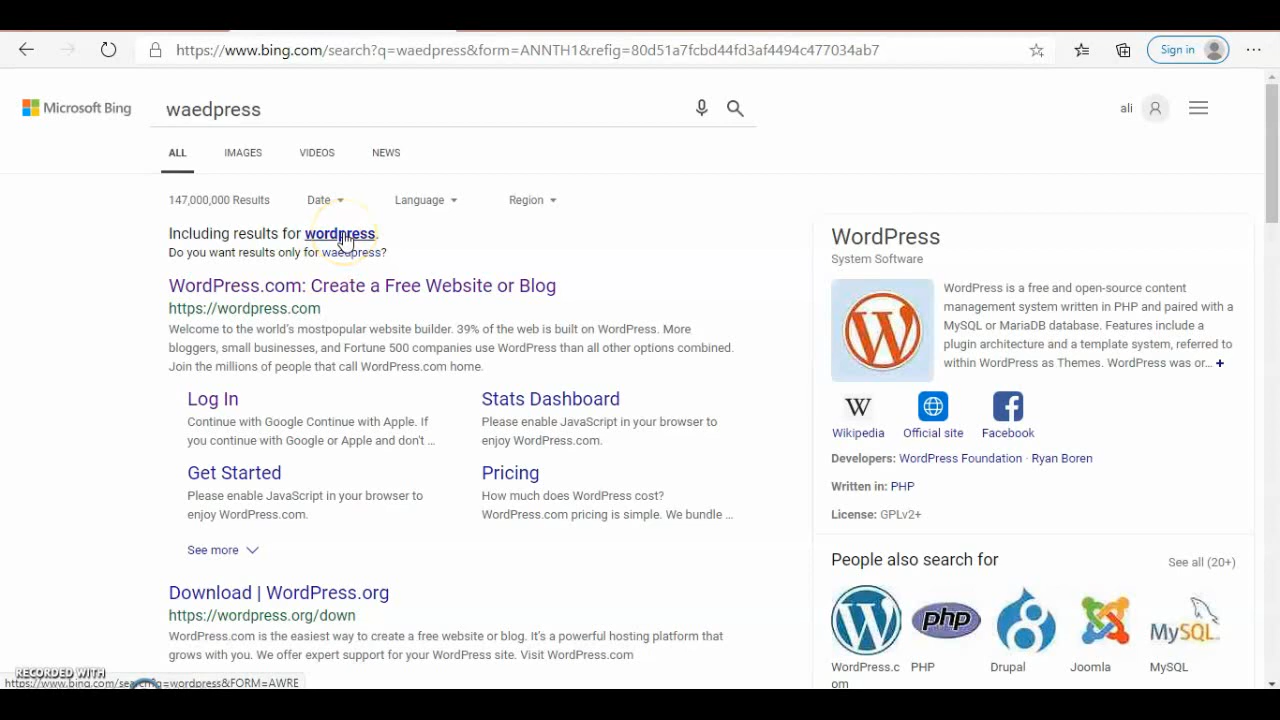 https://www.bing.com/search?q=waedpress&form=ANNTH1&refig=80d51a7fcbd44fd3af4494c477034ab7
Sign in
Microsoft Bing
waedpress
ali
ALL IMAGES VIDEOS NEWS
147,000,000 Results Date Language Region
Including results for wordpress.
Do you want results only for waedpress?
WordPress.com: Create a Free Website or Blog
https://wordpress.com
Welcome to the world's mostpopular website builder. 39% of the web is built on WordPress. More
bloggers, small businesses, and Fortune 500 companies use WordPress than all other options combined.
Join the millions of people that call WordPress.com home.
Log In
Continue with Google Continue with Apple. If
you continue with Google or Apple and don't ...
Stats Dashboard
Please enable JavaScript in your browser to
enjoy WordPress.com.
Get Started
Please enable JavaScript in your browser to
enjoy WordPress.com.
Pricing
How much does WordPress cost?
WordPress.com pricing is simple. We bundle ...
See more
Download | WordPress.org
https://wordpress.org/down
WordPress.com is the easiest way to create a free website or blog. It's a powerful hosting platform that
grows with you. We offer expert support for your WordPress site. Visit WordPress.com
WordPress
System Software
WordPress is a free and open-source content
management system written in PHP and paired with a
MySQL or MariaDB database. Features include a
plugin architecture and a template system, referred to
within WordPress as Themes. WordPress was or... +
W
Wikipedia Official site Facebook
Developers: WordPress Foundation · Ryan Boren
Written in: PHP
License: GPLv2+
People also search for
See all (20+)
php
MySQL
WordPress.c PHP Drupal Joomla MySQL
om
RECORDED WITH
https://www.bing.com/search?q=wordpress&FORM=AWRE